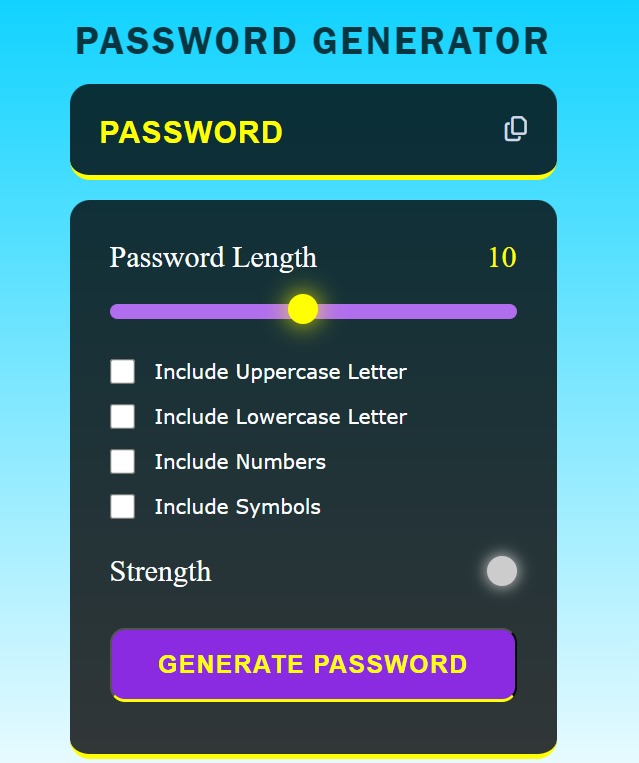 PASSWORD GENERATOR
PASSWORD
Password Length 10
Include Uppercase Letter
Include Lowercase Letter
Include Numbers
Include Symbols
Strength
GENERATE PASSWORD